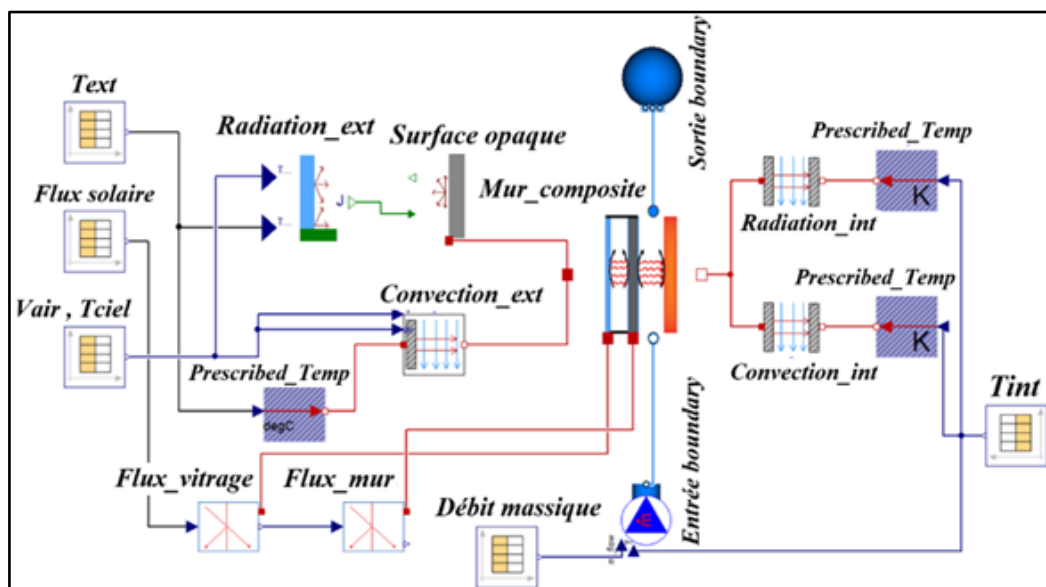 Text
Radiation_ext
Surface opaque
Sortie boundary
Prescribed_Temp
K
Flux solaire
T...
J
T...
Mur_composite
Radiation_int
Vair , Tciel
Convection_ext
Prescribed_Temp
K
Prescribed_Temp
degC
Convection_int
Tint
Flux_vitrage
Flux_mur
Débit massique
Entrée boundary
E